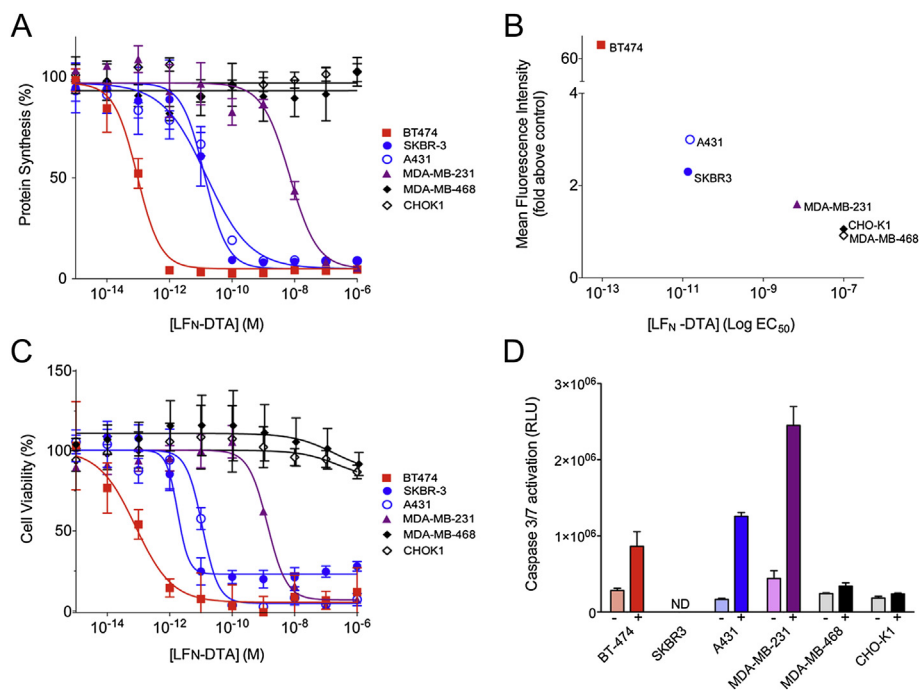 A
Protein Synthesis (%)
100
50
0
10-14
10-12
10-10
10-8
10-6
[LFN-DTA] (M)
BT474
SKBR-3
A431
MDA-MB-231
MDA-MB-468
CHOK1
B
Mean Fluorescence Intensity
(fold above control)
60
4
2
0
BT474
A431
SKBR3
MDA-MB-231
CHO-K1
MDA-MB-468
10-13
10-11
10-9
10-7
[LFN -DTA] (Log EC50)
C
Cell Viability (%)
150
100
50
0
10-14
10-12
10-10
10-8
10-6
[LFN-DTA] (M)
BT474
SKBR-3
A431
MDA-MB-231
MDA-MB-468
CHOK1
D
Caspase 3/7 activation (RLU)
3×1006
2×1006
1×1006
0
ND
- + - + - + - + - +
BT-474
SKBR3
A431
MDA-MB-231
MDA-MB-468
CHO-K1